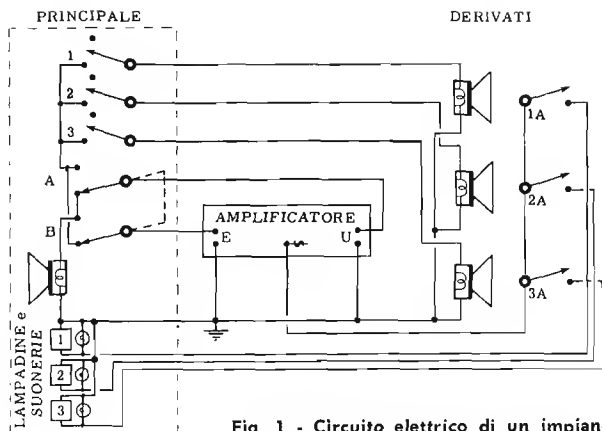 PRINCIPALE
DERIVATI
1
2
3
A
B
AMPLIFICATORE
E
U
1A
2A
3A
LAMPADINE e
SUONERIE
1
2
3
Fig. 1 - Circuito elettrico di un impian